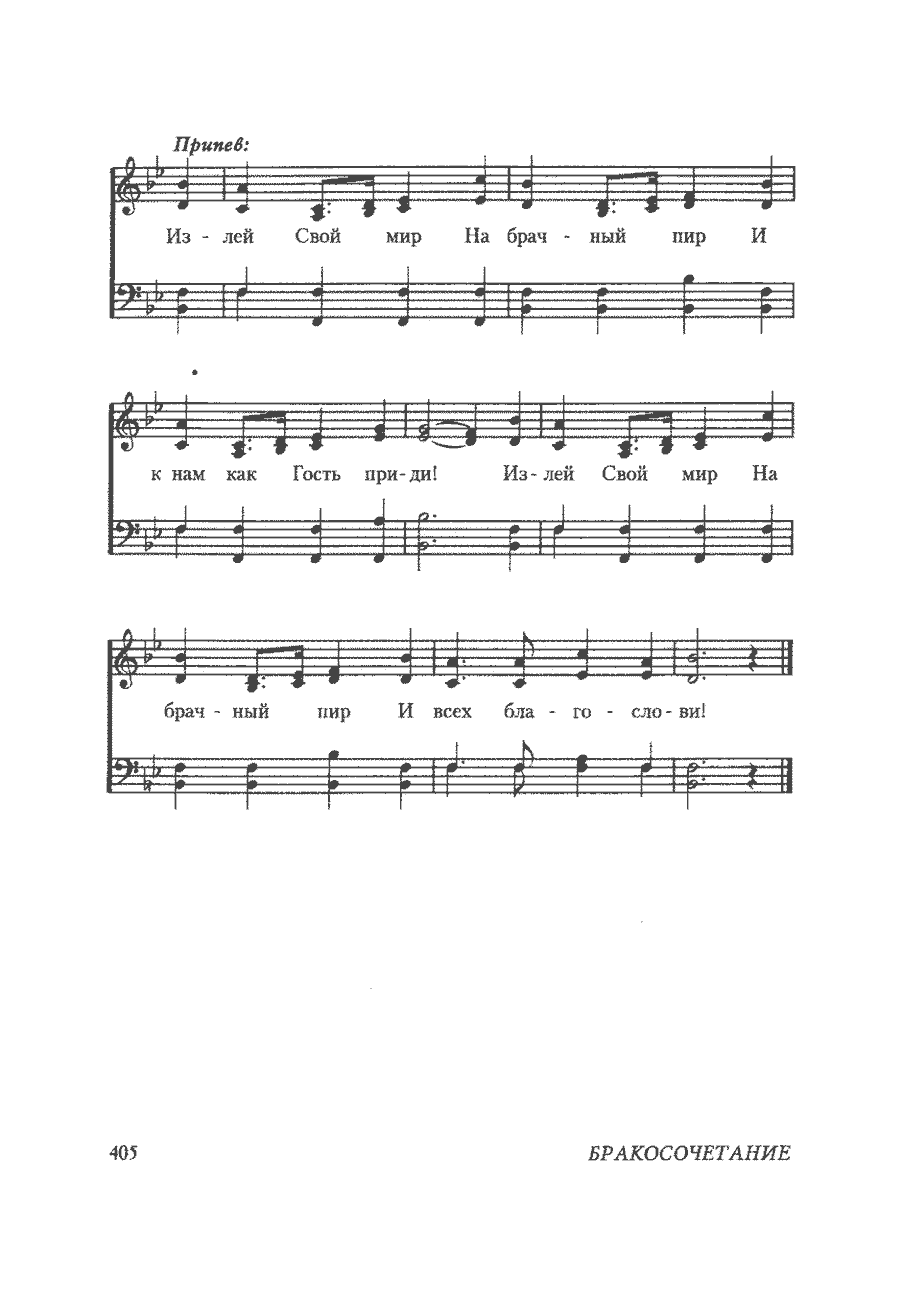 Припев:
Из - лей Свой мир На брач - ный пир И
к нам как Гость при- ди! Из- лей Свой мир На
брач - ный пир И всех бла - го - сло- ви!
405 БРАКОСОЧЕТАНИЕ